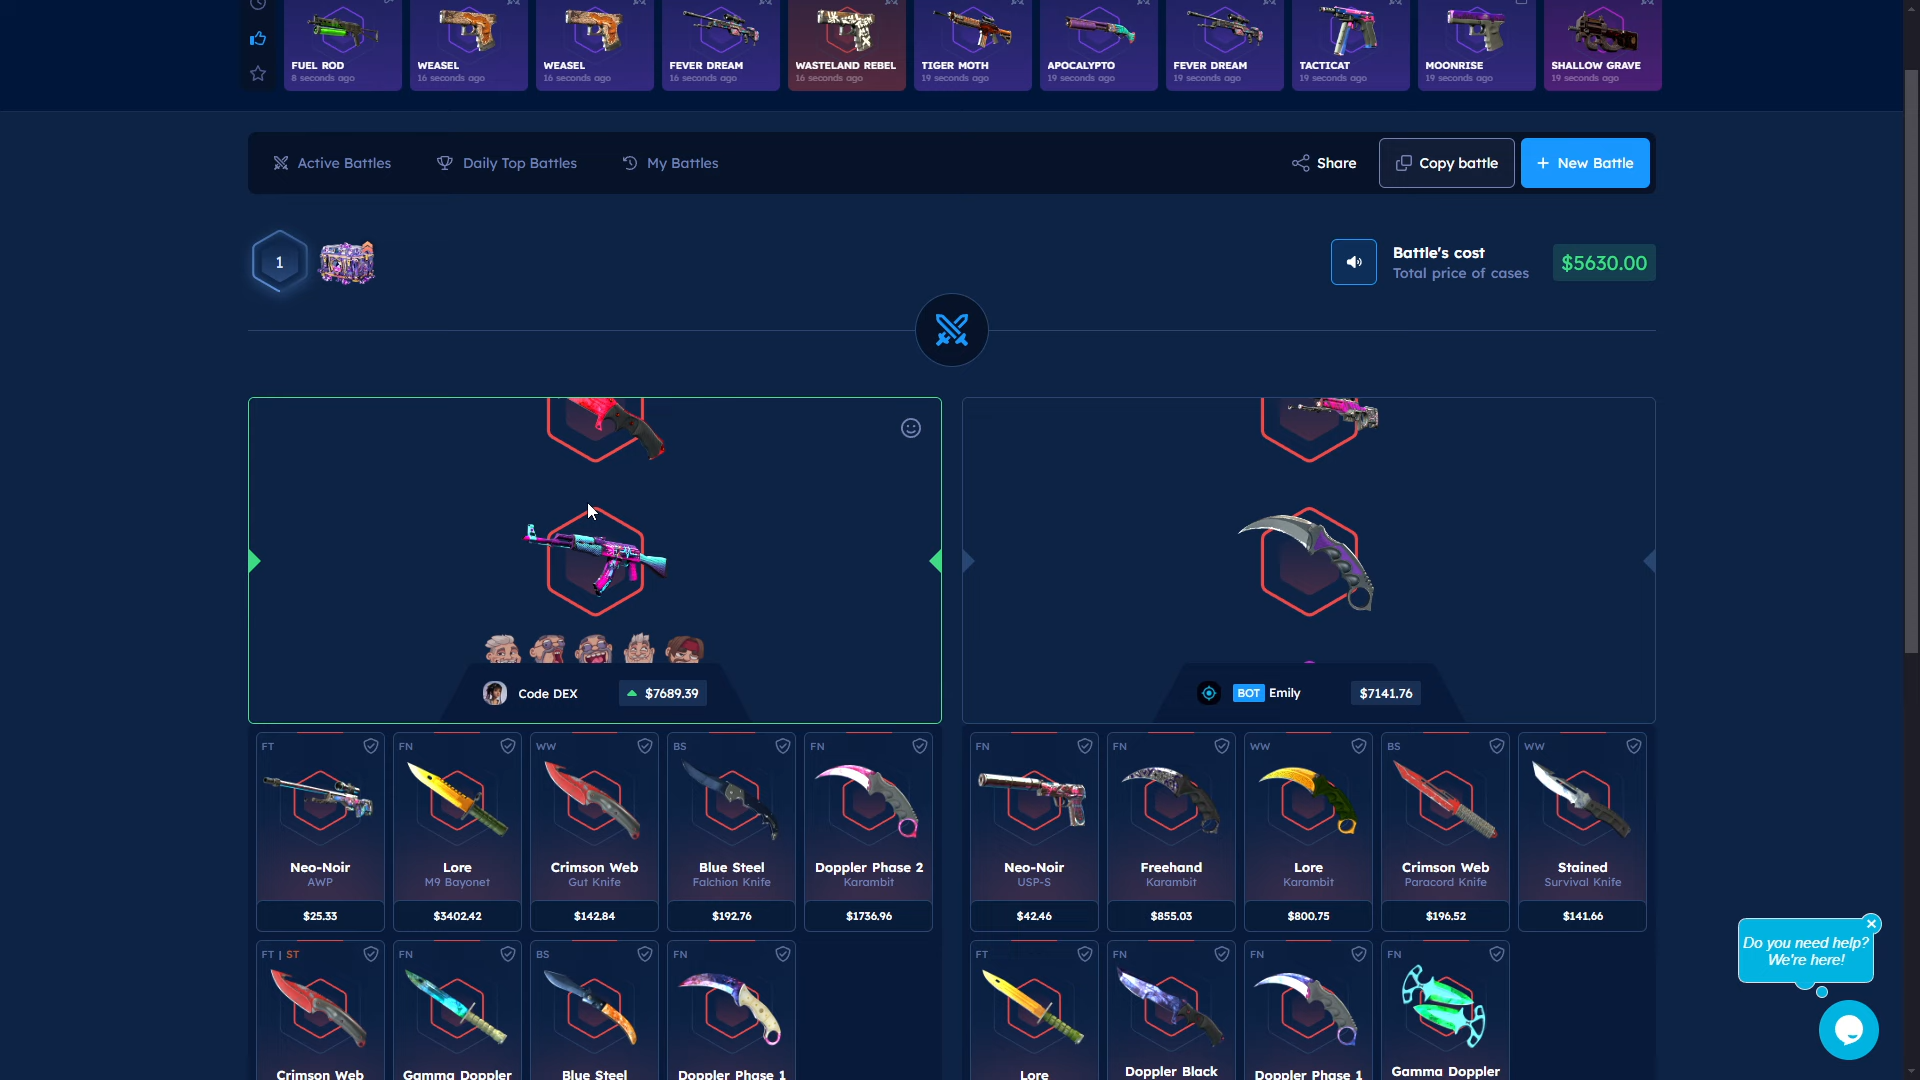 FUEL ROD
8 seconds ago
WEASEL
16 seconds ago
WEASEL
16 seconds ago
FEVER DREAM
16 seconds ago
WASTELAND REBEL
16 seconds ago
TIGER MOTH
19 seconds ago
APOCALYPTO
19 seconds ago
FEVER DREAM
19 seconds ago
TACTICAT
19 seconds ago
MOONRISE
19 seconds ago
SHALLOW GRAVE
19 seconds ago
Active Battles
Daily Top Battles
My Battles
Share
Copy battle
+ New Battle
1
Battle's cost
Total price of cases
$5630.00
Code DEX
$7689.39
BOT Emily
$7141.76
FT
Neo-Noir
AWP
$25.33
FN
Lore
M9 Bayonet
$3402.42
WW
Crimson Web
Gut Knife
$142.84
BS
Blue Steel
Falchion Knife
$192.76
FN
Doppler Phase 2
Karambit
$1736.96
FN
Neo-Noir
USP-S
$42.46
FN
Freehand
Karambit
$855.03
WW
Lore
Karambit
$800.75
BS
Crimson Web
Paracord Knife
$196.52
WW
Stained
Survival Knife
$141.66
FT | ST
Crimson Web
FN
Gamma Doppler
BS
Blue Steel
FN
Doppler Phase 1
FT
Lore
FN
Doppler Black
FN
Doppler Phase 1
FN
Gamma Doppler
Do you need help?
We're here!